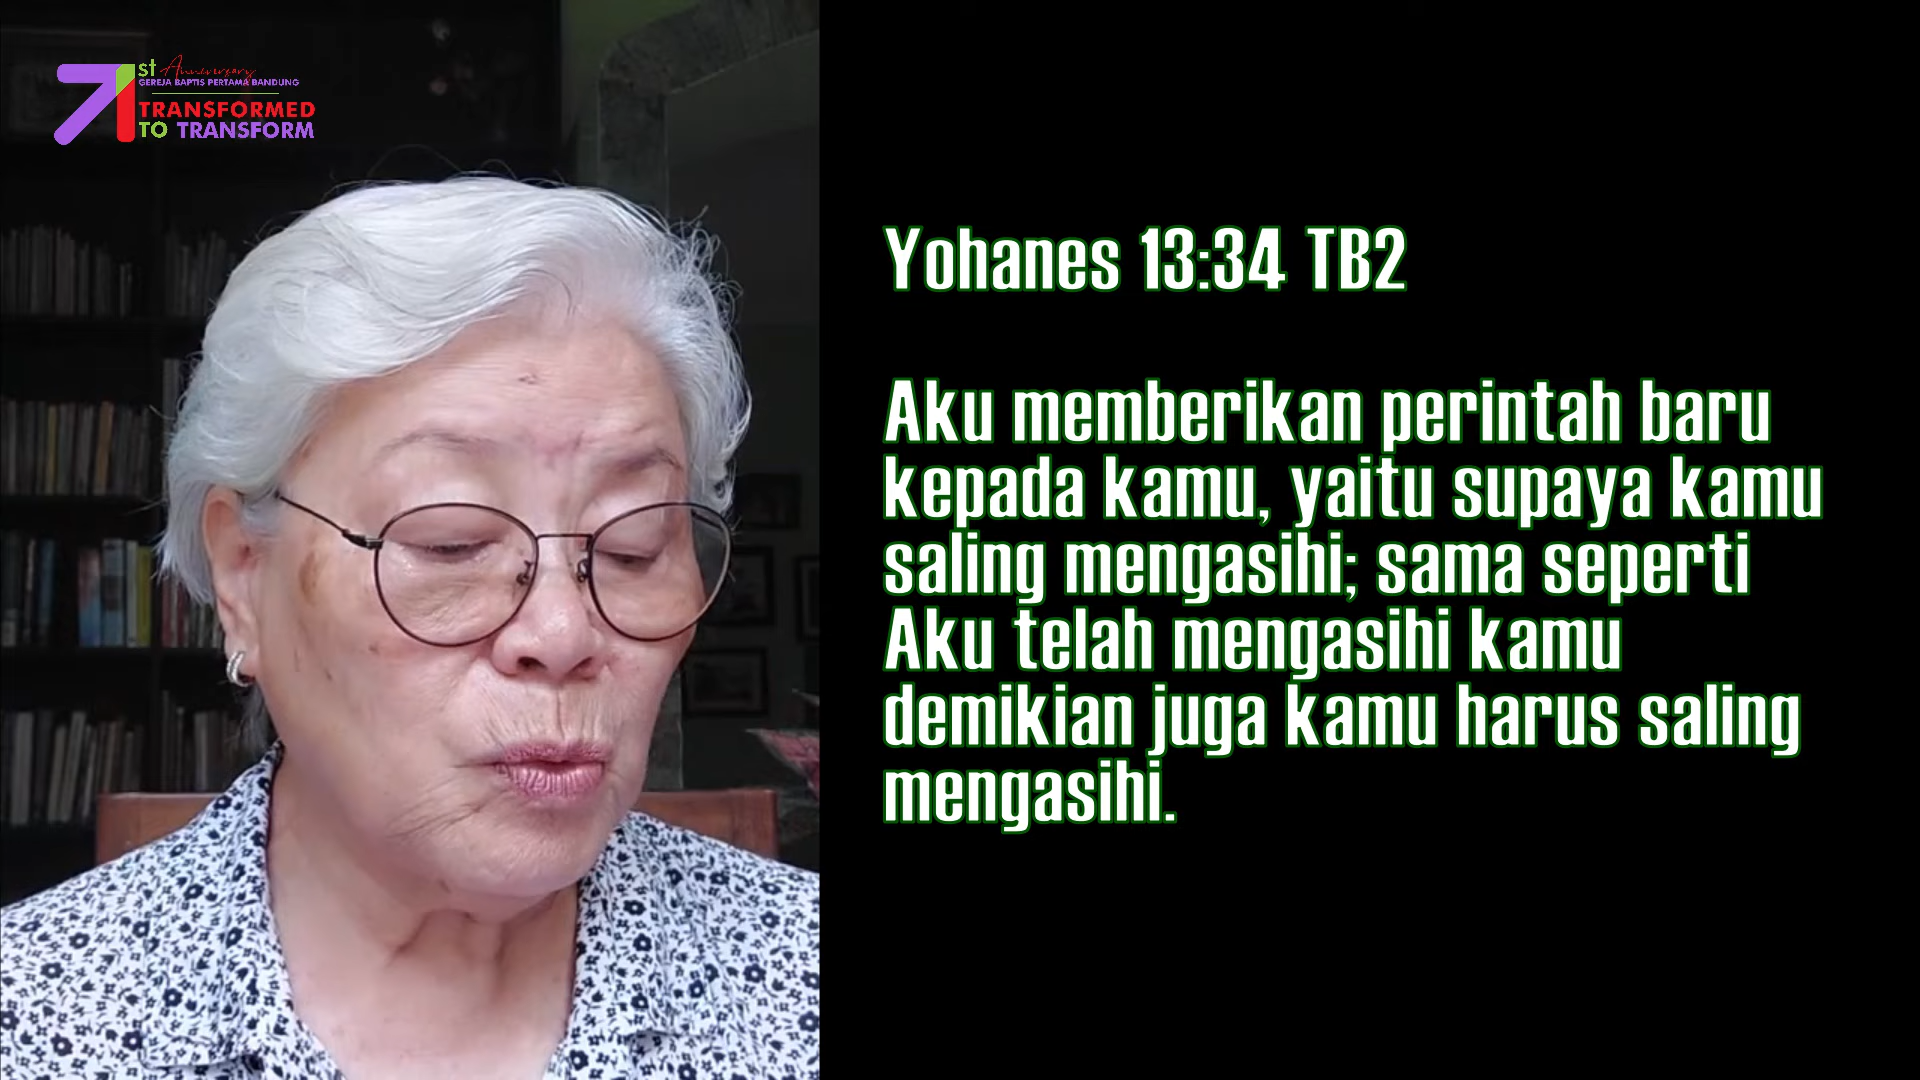 71st Anniversary
GEREJA BAPTIS PERTAMA BANDUNG
TRANSFORMED
TO TRANSFORM
Yohanes 13:34 TB2
Aku memberikan perintah baru
kepada kamu, yaitu supaya kamu
saling mengasihi; sama seperti
Aku telah mengasihi kamu
demikian juga kamu harus saling
mengasihi.